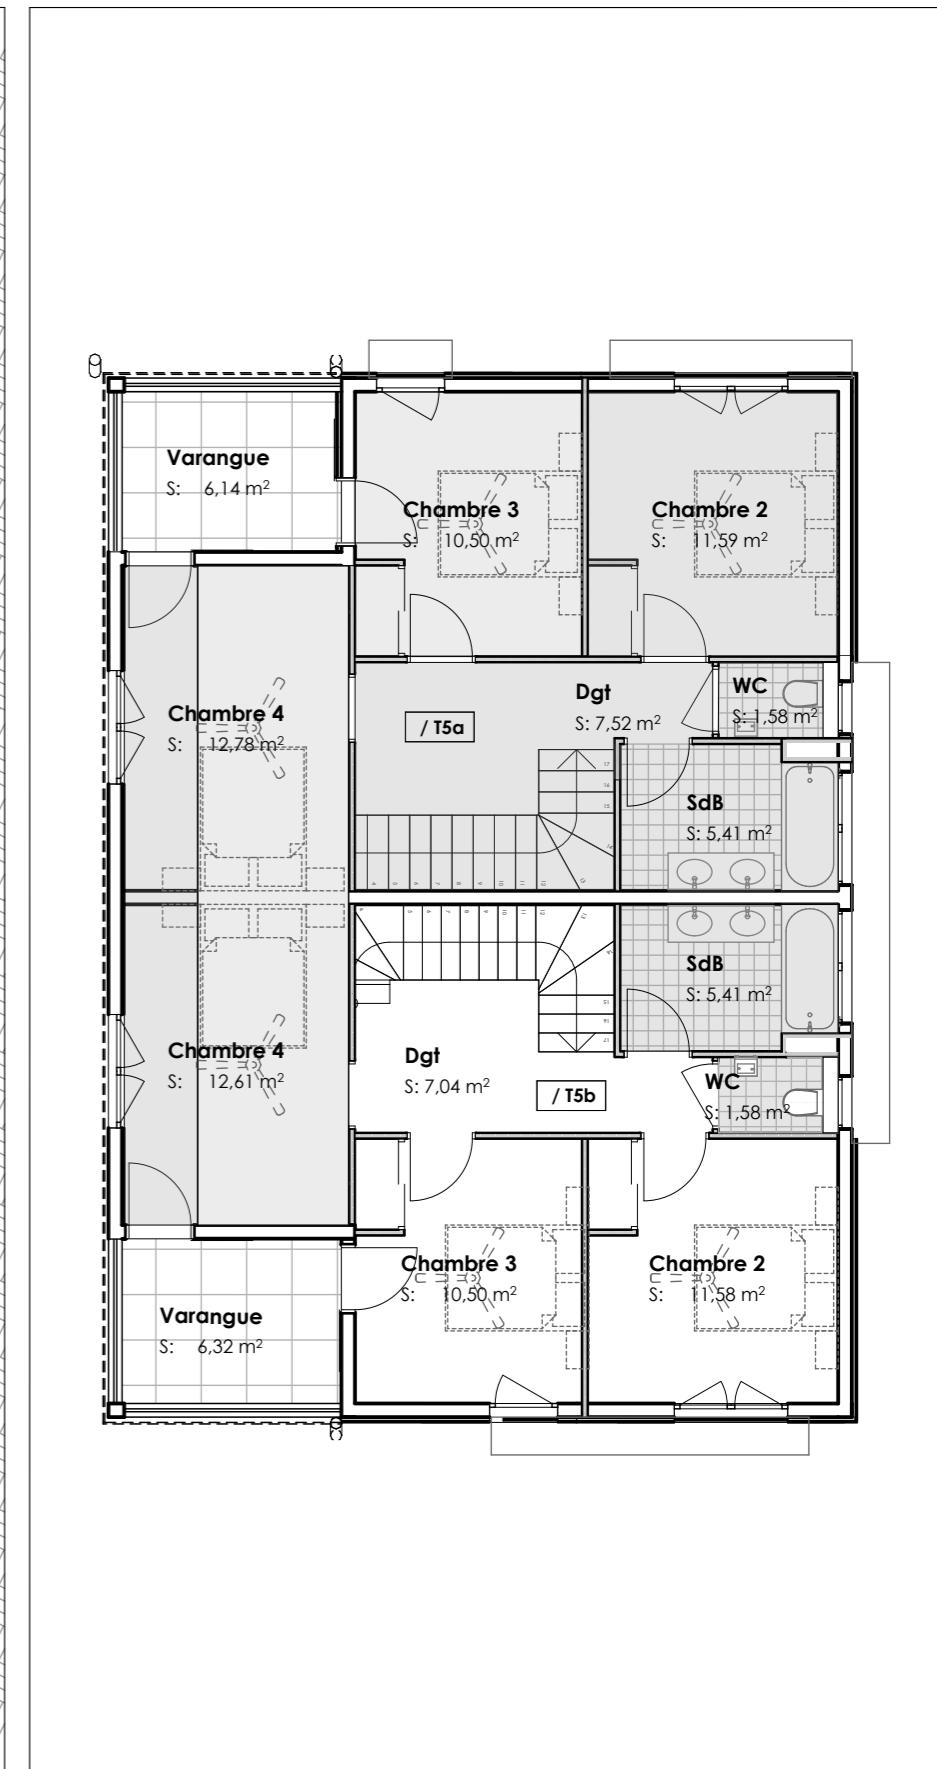 Varangue
S: 6,14 m²
Chambre 3
S: 10,50 m²
Chambre 2
S: 11,59 m²
Chambre 4
S: 12,78 m²
/ T5a
Dgt
S: 7,52 m²
WC
S: 1,58 m²
SdB
S: 5,41 m²
SdB
S: 5,41 m²
Chambre 4
S: 12,61 m²
Dgt
S: 7,04 m²
/ T5b
WC
S: 1,58 m²
Varangue
S: 6,32 m²
Chambre 3
S: 10,50 m²
Chambre 2
S: 11,58 m²